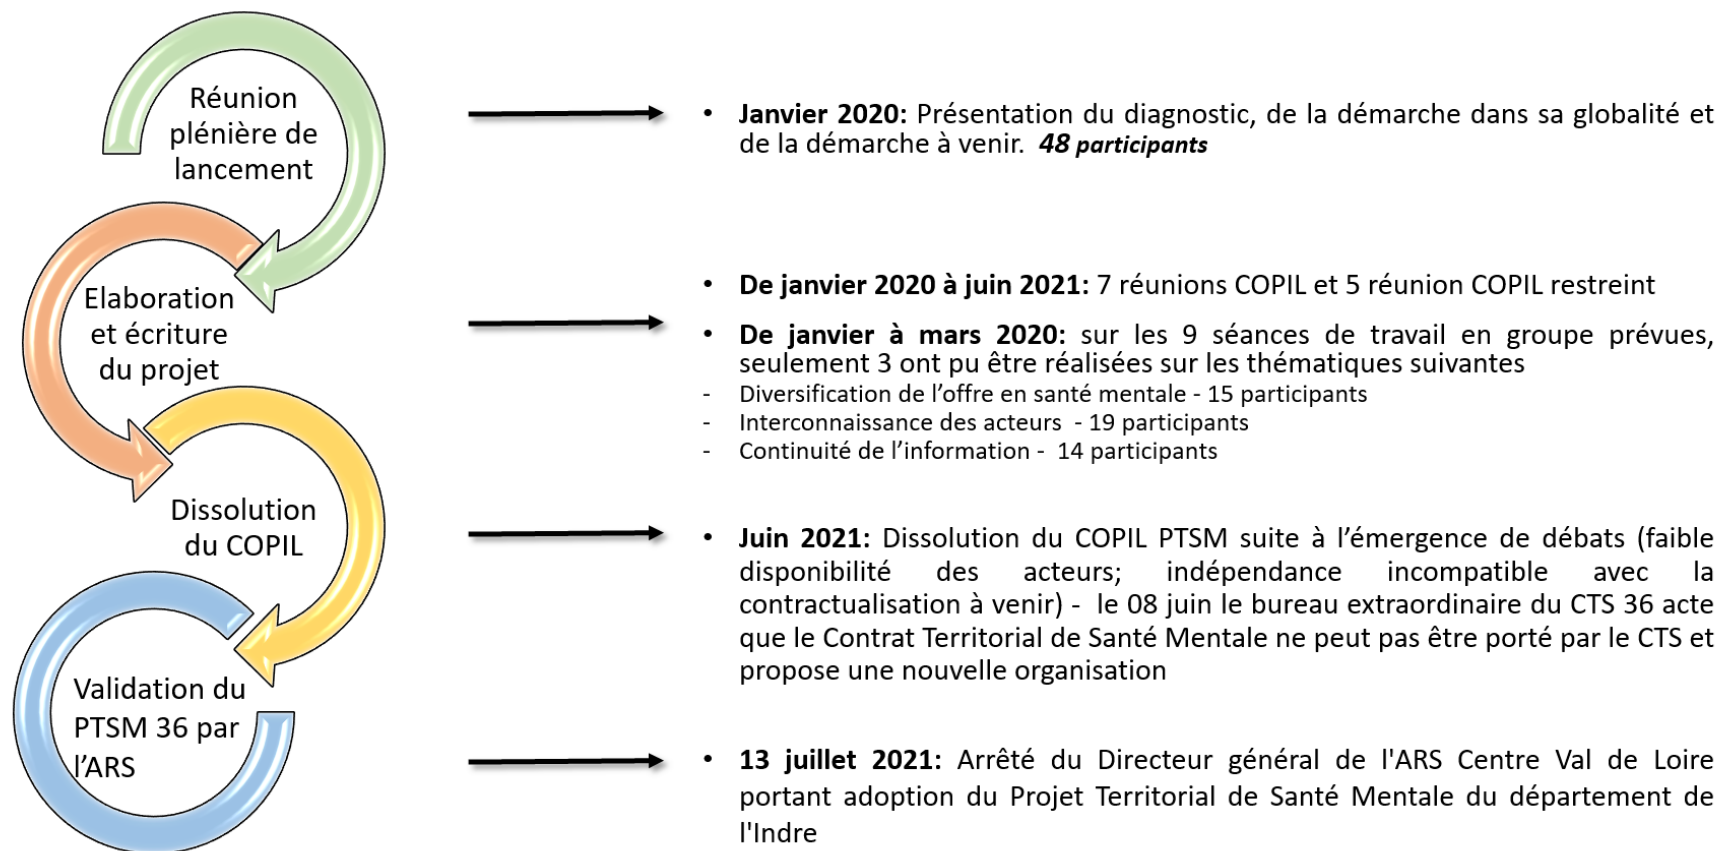 Réunion
plénière de
lancement
• Janvier 2020: Présentation du diagnostic, de la démarche dans sa globalité et
de la démarche à venir. 48 participants
Elaboration
et écriture
du projet
• De janvier 2020 à juin 2021: 7 réunions COPIL et 5 réunion COPIL restreint
• De janvier à mars 2020: sur les 9 séances de travail en groupe prévues,
seulement 3 ont pu être réalisées sur les thématiques suivantes
- Diversification de l’offre en santé mentale - 15 participants
- Interconnaissance des acteurs - 19 participants
- Continuité de l’information - 14 participants
Dissolution
du COPIL
• Juin 2021: Dissolution du COPIL PTSM suite à l’émergence de débats (faible
disponibilité des acteurs; indépendance incompatible avec la
contractualisation à venir) - le 08 juin le bureau extraordinaire du CTS 36 acte
que le Contrat Territorial de Santé Mentale ne peut pas être porté par le CTS et
propose une nouvelle organisation
Validation du
PTSM 36 par
l’ARS
• 13 juillet 2021: Arrêté du Directeur général de l'ARS Centre Val de Loire
portant adoption du Projet Territorial de Santé Mentale du département de
l'Indre